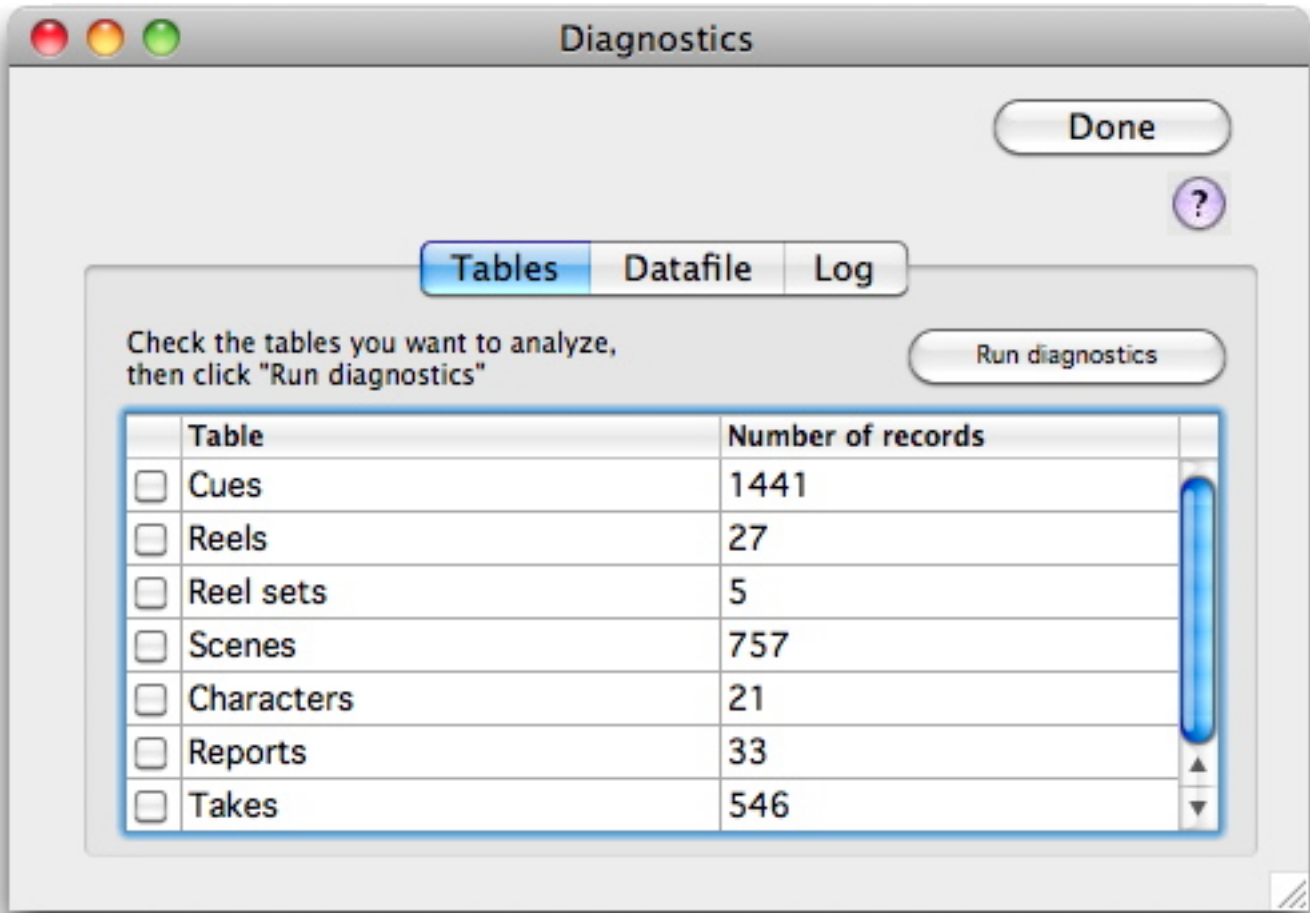 Diagnostics
Done
?
Tables Datafile Log
Check the tables you want to analyze,
then click "Run diagnostics"
Run diagnostics
Table Number of records
Cues 1441
Reels 27
Reel sets 5
Scenes 757
Characters 21
Reports 33
Takes 546